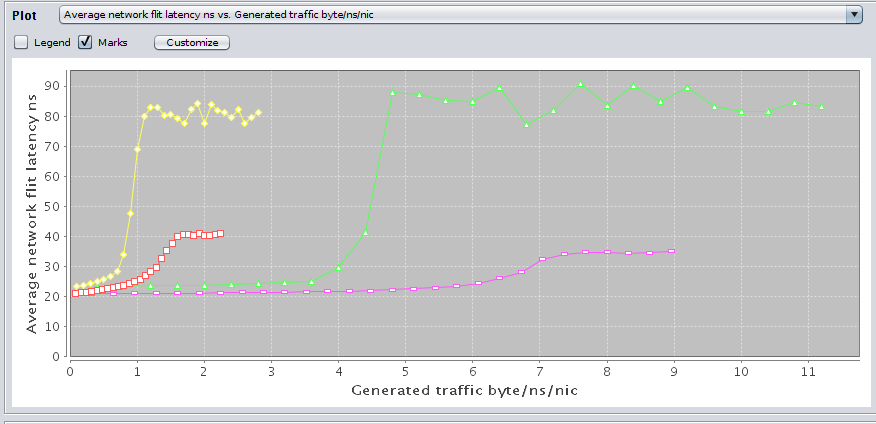 Plot Average network flit latency ns vs. Generated traffic byte/ns/nic
Legend Marks Customize
90
80
70
60
50
40
30
20
10
0
Average network flit latency ns
0 1 2 3 4 5 6 7 8 9 10 11
Generated traffic byte/ns/nic